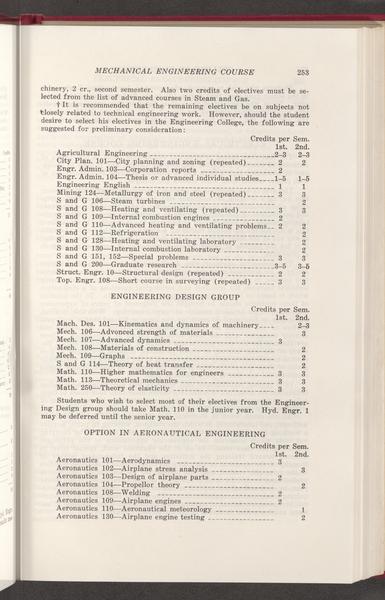 MECHANICAL ENGINEERING COURSE 253
chinery, 2 cr., second semester. Also two credits of electives must be se-
lected from the list of advanced courses in Steam and Gas.
†It is recommended that the remaining electives be on subjects not
closely related to technical engineering work. However, should the student
desire to select his electives in the Engineering College, the following are
suggested for preliminary consideration:
Credits per Sem.
1st. 2nd.
Agricultural Engineering 2-3 2-3
City Plan. 101—City planning and zoning (repeated) 2 2
Engr. Admin. 103—Corporation reports 2
Engr. Admin. 104—Thesis or advanced individual studies 1-5 1-5
Engineering English 1 1
Mining 124—Metallurgy of iron and steel (repeated) 3 3
S and G 106—Steam turbines 2
S and G 108—Heating and ventilating (repeated) 3 3
S and G 109—Internal combustion engines 2
S and G 110—Advanced heating and ventilating problems 2 2
S and G 112—Refrigeration 2
S and G 128—Heating and ventilating laboratory 2
S and G 130—Internal combustion laboratory 2
S and G 151, 152—Special problems 3 3
S and G 200—Graduate research 3-5 3-5
Struct. Engr. 10—Structural design (repeated) 2 2
Top. Engr. 108—Short course in surveying (repeated) 3 3
ENGINEERING DESIGN GROUP
Credits per Sem.
1st. 2nd.
Mach. Des. 101—Kinematics and dynamics of machinery 2-3
Mech. 106—Advonced strength of materials 3
Mech. 107—Advanced dynamics 3
Mech. 108—Materials of construction 2
Mech. 109—Graphs 2
S and G 114—Theory of heat transfer 2
Math. 110—Higher mathematics for engineers 3 3
Math. 113—Theoretical mechanics 3 3
Math. 256—Theory of elasticity 3 3
Students who wish to select most of their electives from the Engineer-
ing Design group should take Math. 110 in the junior year. Hyd. Engr. 1
may be deferred until the senior year.
OPTION IN AERONAUTICAL ENGINEERING
Credits per Sem.
1st. 2nd.
Aeronautics 101—Aerodynamics 3
Aeronautics 102—Airplane stress analysis 3
Aeronautics 103—Design of airplane parts 2
Aeronautics 104—Propellor theory 2
Aeronautics 108—Welding 2
Aeronautics 109—Airplane engines 2
Aeronautics 110—Aeronautical meteorology 1
Aeronautics 130—Airplane engine testing 2